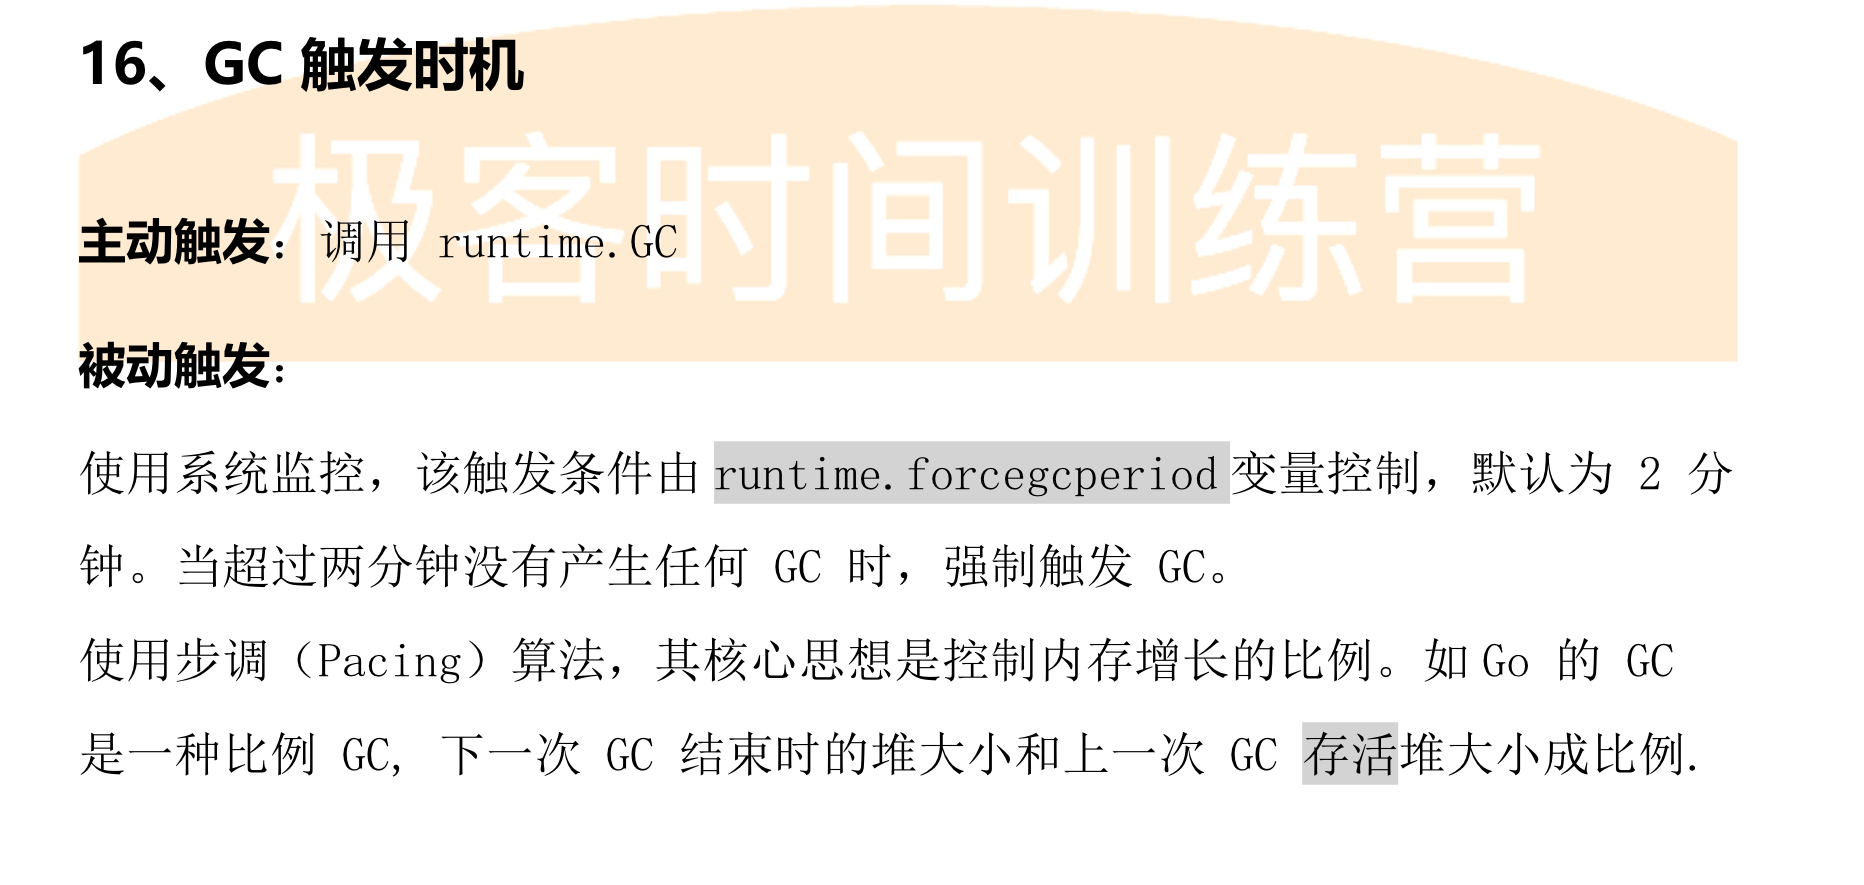 16、GC 触发时机
极客时间训练营
主动触发：调用 runtime.GC
被动触发：
使用系统监控，该触发条件由 runtime.forcegcperiod 变量控制，默认为 2 分
钟。当超过两分钟没有产生任何 GC 时，强制触发 GC。
使用步调（Pacing）算法，其核心思想是控制内存增长的比例。如 Go 的 GC
是一种比例 GC, 下一次 GC 结束时的堆大小和上一次 GC 存活堆大小成比例.